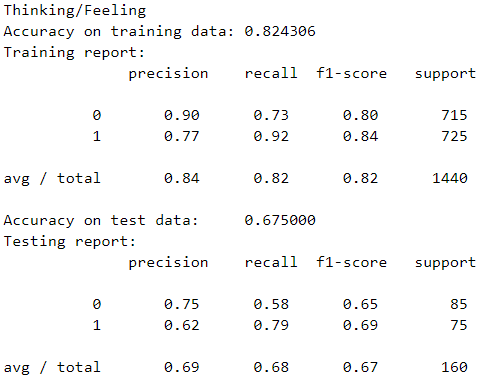 Thinking/Feeling
Accuracy on training data: 0.824306
Training report:
precision recall f1-score support
0 0.90 0.73 0.80 715
1 0.77 0.92 0.84 725
avg / total 0.84 0.82 0.82 1440
Accuracy on test data: 0.675000
Testing report:
precision recall f1-score support
0 0.75 0.58 0.65 85
1 0.62 0.79 0.69 75
avg / total 0.69 0.68 0.67 160